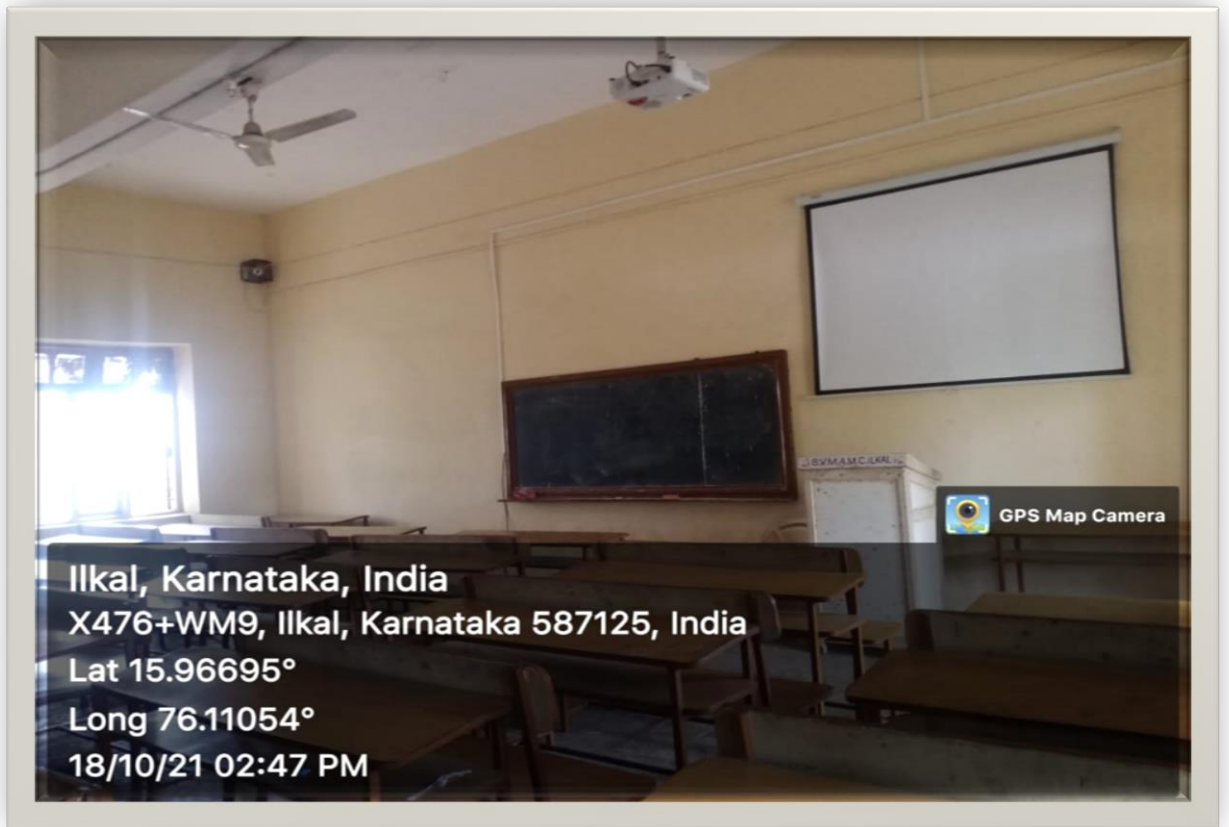 S.V.M.A.M.C. ILKAL
GPS Map Camera
Ilkal, Karnataka, India
X476+WM9, Ilkal, Karnataka 587125, India
Lat 15.96695°
Long 76.11054°
18/10/21 02:47 PM